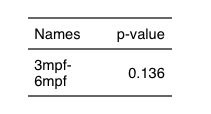 Names p-value
3mpf-
6mpf 0.136